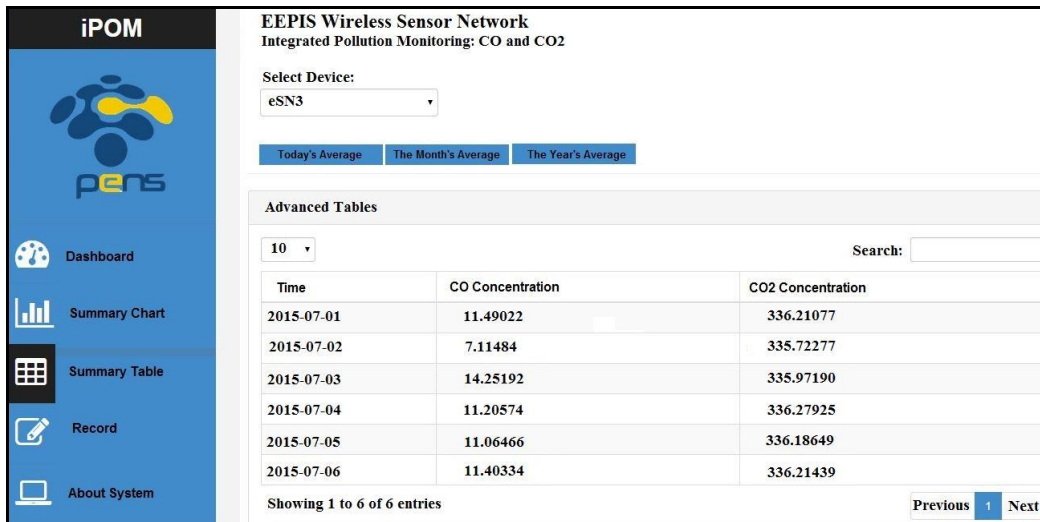 iPOM
pens
Dashboard
Summary Chart
Summary Table
Record
About System
EEPIS Wireless Sensor Network
Integrated Pollution Monitoring: CO and CO2
Select Device:
eSN3
Today's Average The Month's Average The Year's Average
Advanced Tables
10 Search:
Time CO Concentration CO2 Concentration
2015-07-01 11.49022 336.21077
2015-07-02 7.11484 335.72277
2015-07-03 14.25192 335.97190
2015-07-04 11.20574 336.27925
2015-07-05 11.06466 336.18649
2015-07-06 11.40334 336.21439
Showing 1 to 6 of 6 entries Previous 1 Next